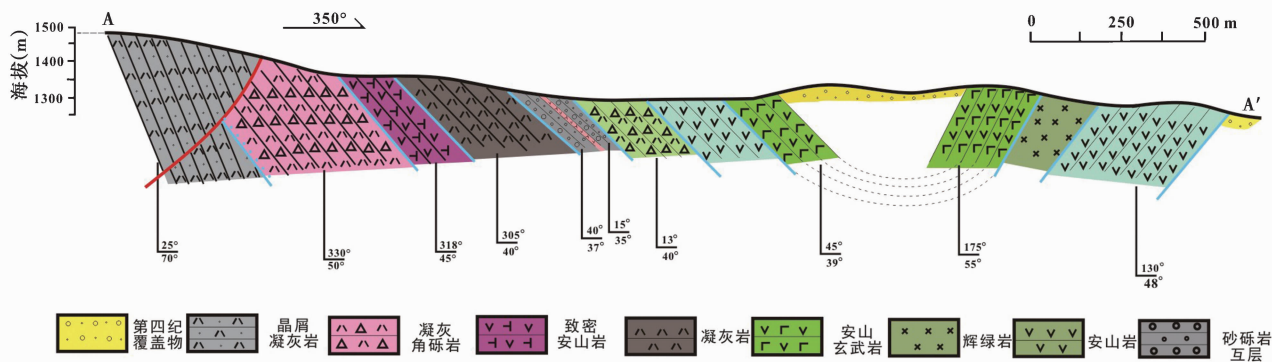 A
350°
0 250 500 m
1500
1400
1300
海拔(m)
A′
25°
70°
330°
50°
318°
45°
305°
40°
40°
37°
15°
35°
13°
40°
45°
39°
175°
55°
130°
48°
第四纪
覆盖物
晶屑
凝灰岩
凝灰
角砾岩
致密
安山岩
凝灰岩
安山
玄武岩
辉绿岩
安山岩
砂砾岩
互层